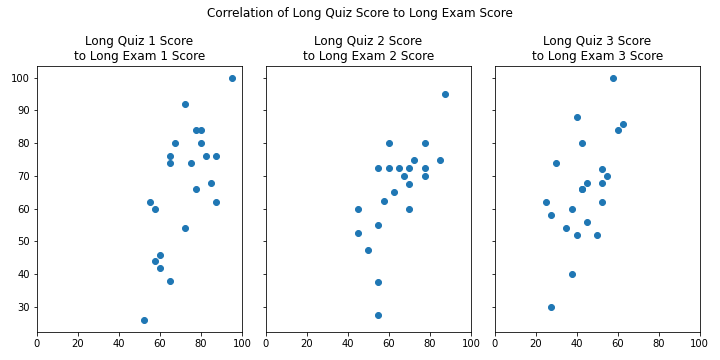 Correlation of Long Quiz Score to Long Exam Score
Long Quiz 1 Score
to Long Exam 1 Score
Long Quiz 2 Score
to Long Exam 2 Score
Long Quiz 3 Score
to Long Exam 3 Score
100
90
80
70
60
50
40
30
0 20 40 60 80 100
0 20 40 60 80 100
0 20 40 60 80 100